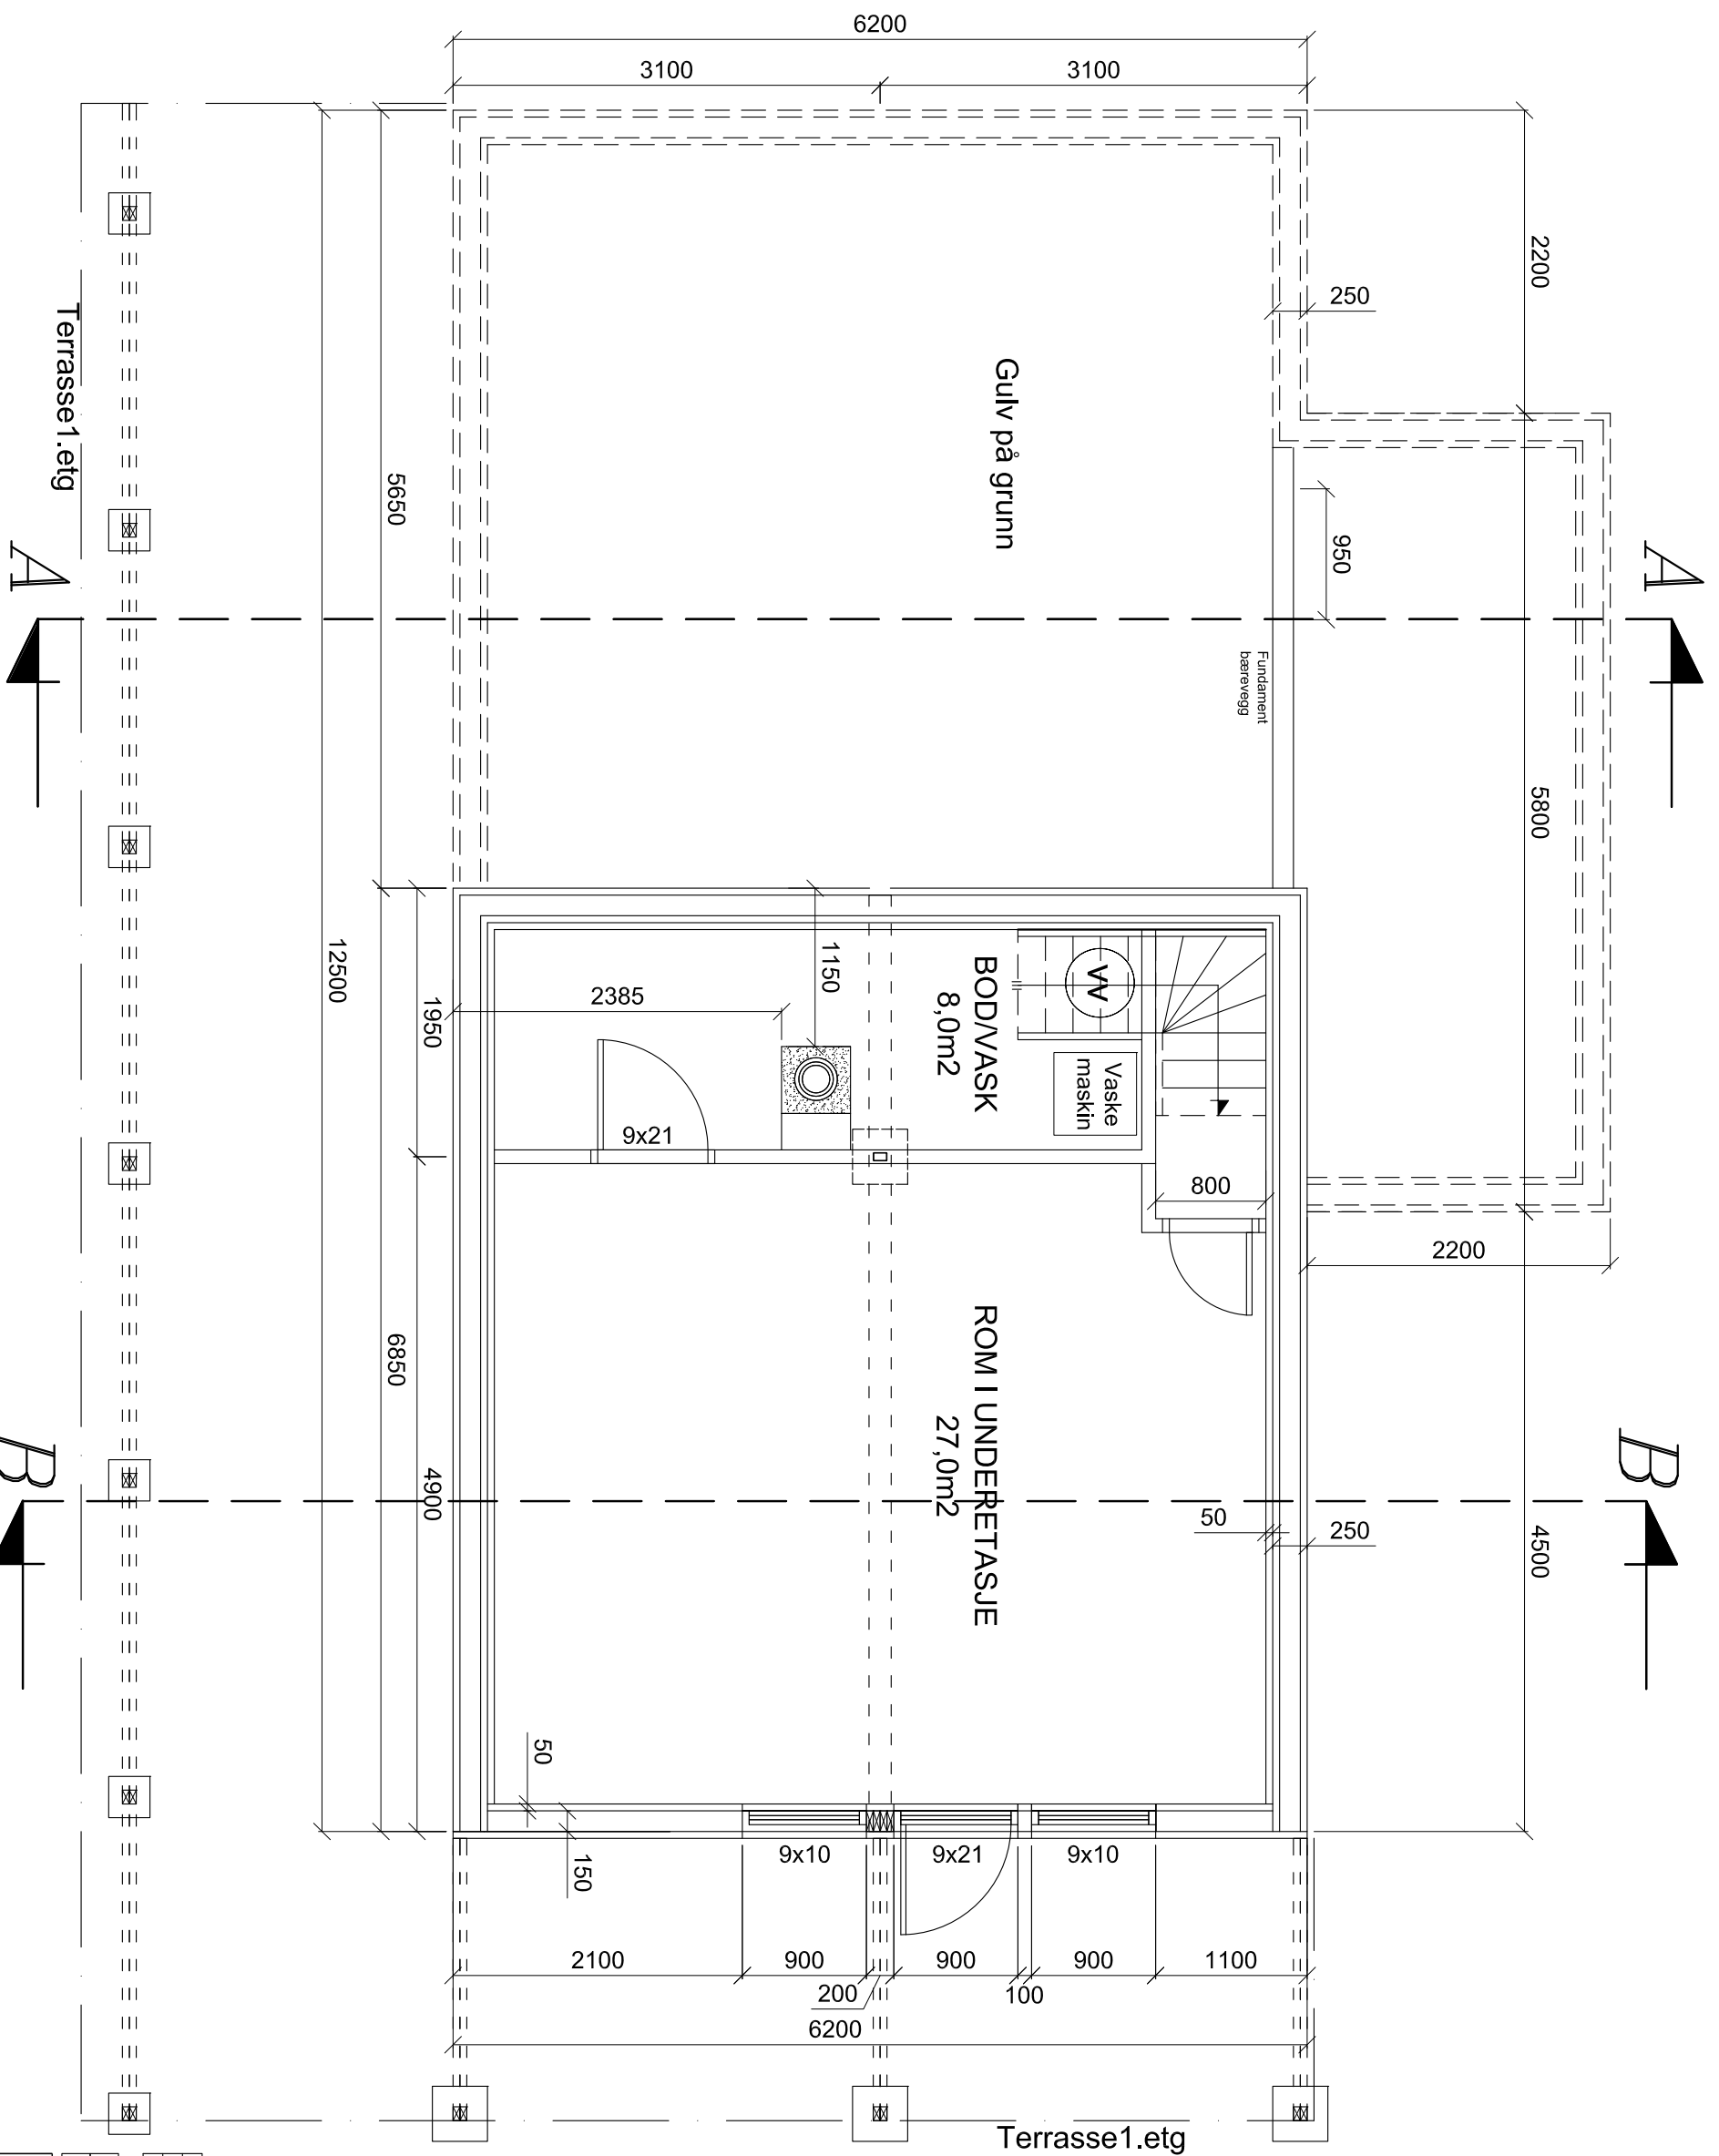 6200
3100
3100
2200
250
Gulv på grunn
Terrasse1.etg
5650
950
A
A
Fundament
bærevegg
5800
12500
1950
1150
2385
BOD/VASK
8,0m2
VV
Vaske
maskin
9x21
800
2200
6850
ROM I UNDERETASJE
27,0m2
4900
B
B
50
250
4500
50
150
9x10
9x21
9x10
2100
900
900
900
1100
200
100
6200
Terrasse1.etg